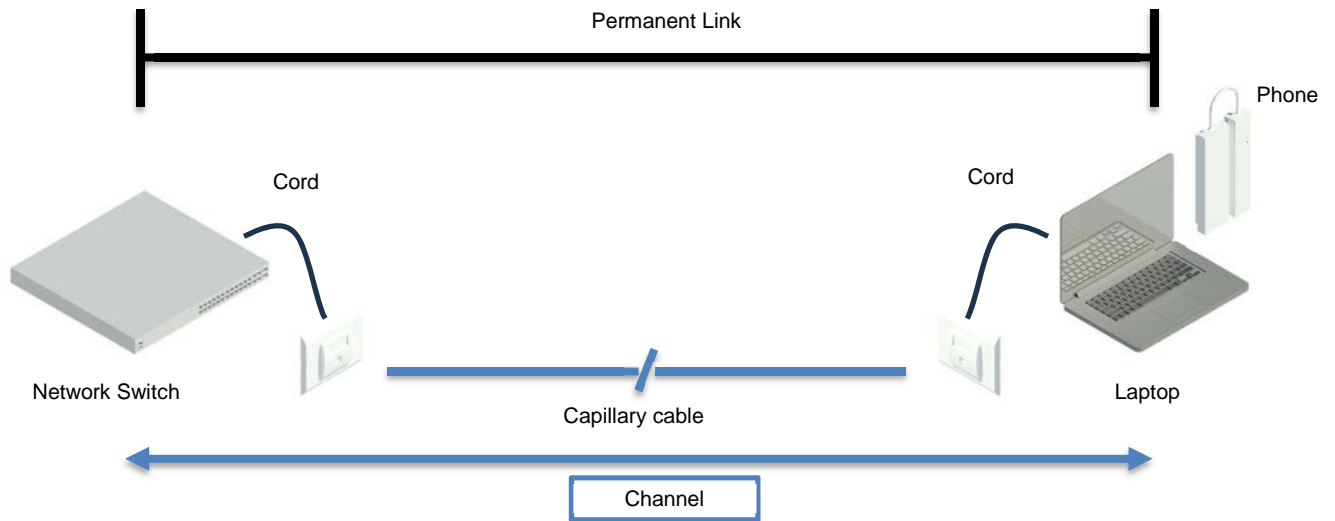 Permanent Link
Phone
Cord
Cord
Network Switch
Laptop
Capillary cable
Channel